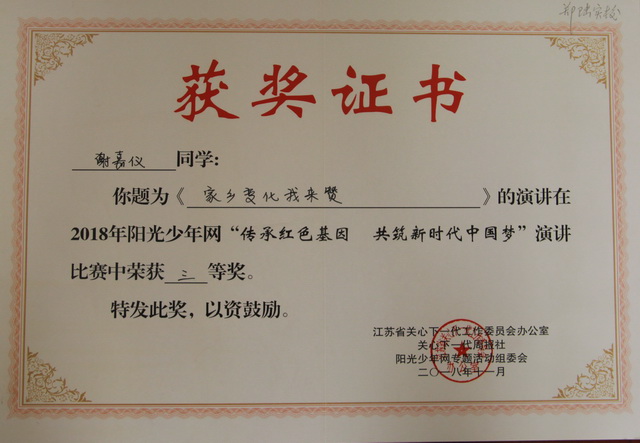 郑陆实检
获奖证书
谢嘉仪同学:
你题为《家乡变化我来赞》的演讲在
2018年阳光少年网“传承红色基因 共筑新时代中国梦”演讲
比赛中荣获三等奖。
特发此奖，以资鼓励。
江苏省关心下一代工作委员会办公室
关心下一代周报社
阳光少年网专题活动组委会
二〇一八年十一月